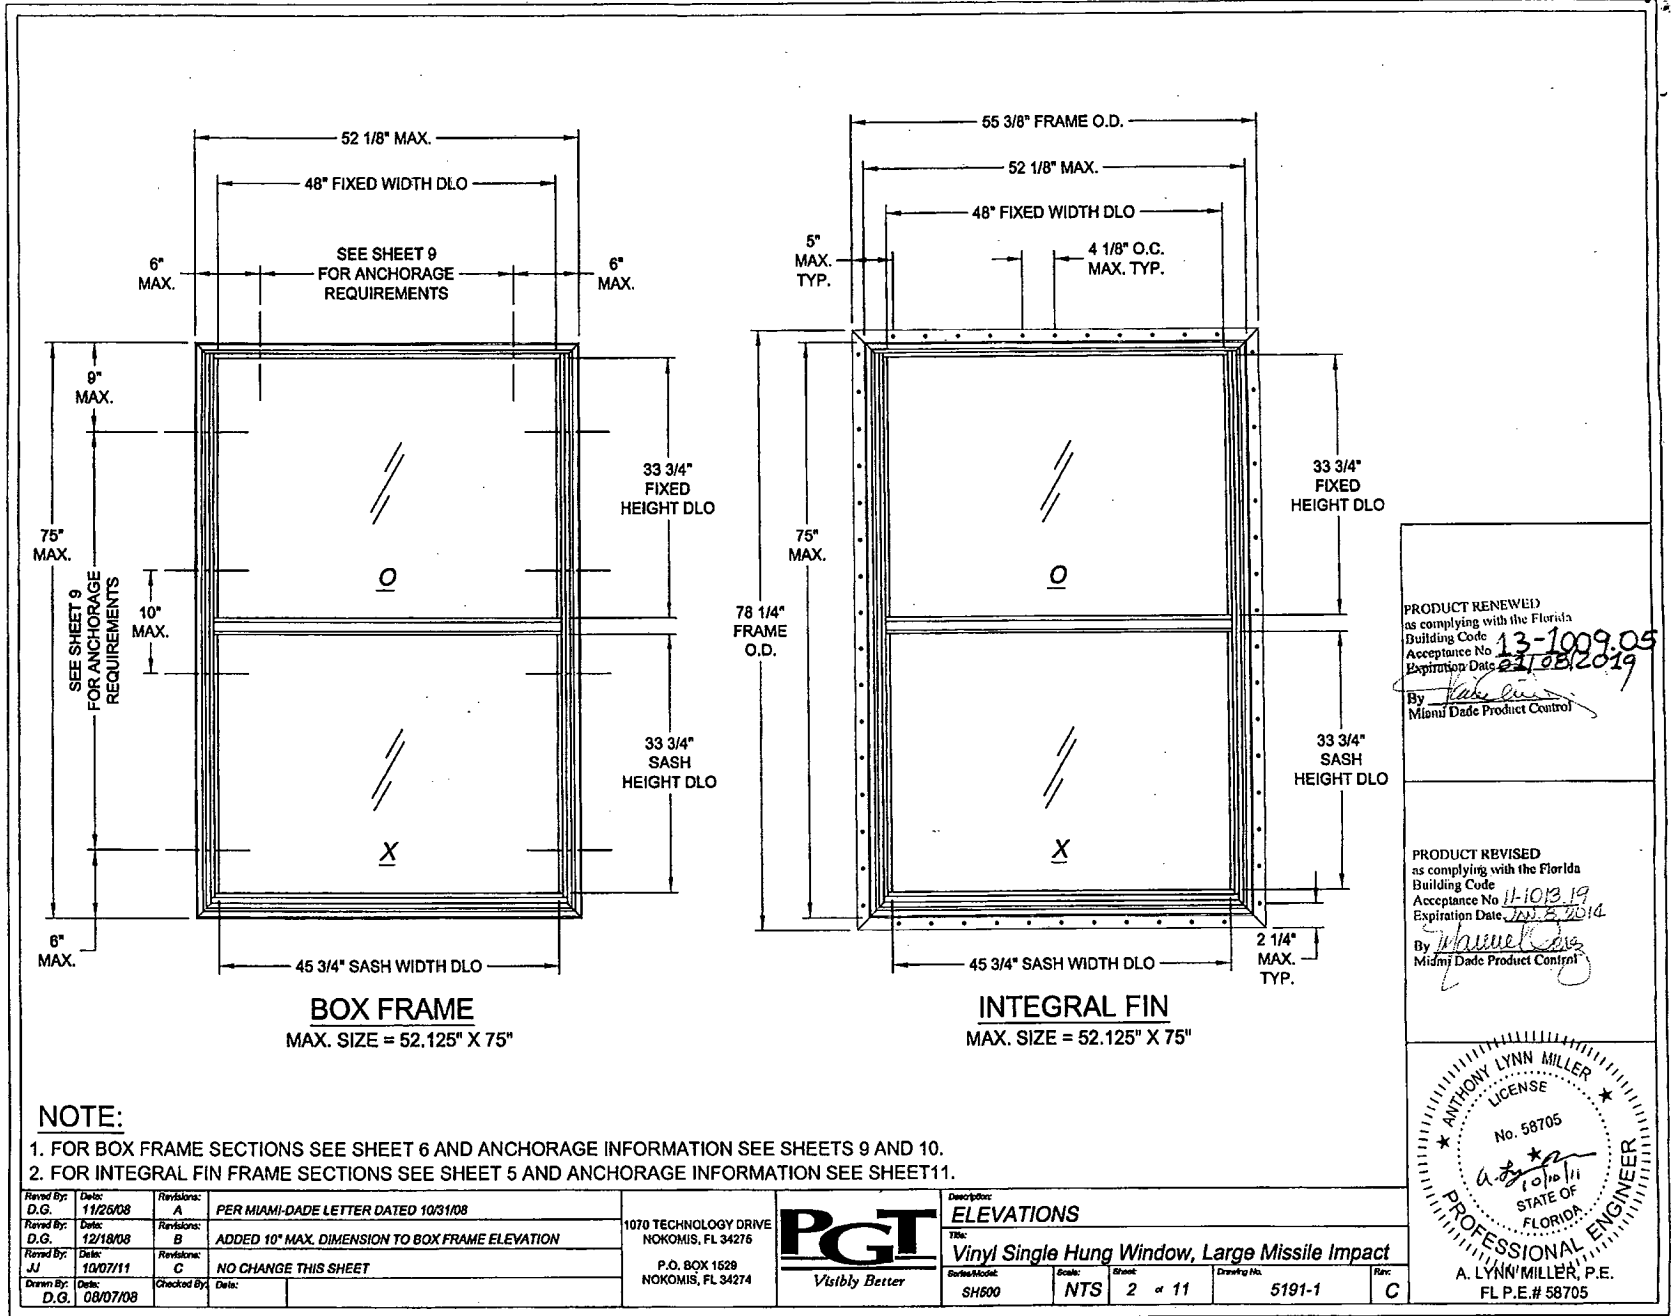 52 1/8" MAX.
48" FIXED WIDTH DLO
6"
MAX.
SEE SHEET 9
FOR ANCHORAGE
REQUIREMENTS
6"
MAX.
9"
MAX.
75"
MAX.
SEE SHEET 9
FOR ANCHORAGE
REQUIREMENTS
10"
MAX.
33 3/4"
FIXED
HEIGHT DLO
O
33 3/4"
SASH
HEIGHT DLO
X
6"
MAX.
45 3/4" SASH WIDTH DLO
BOX FRAME
MAX. SIZE = 52.125" X 75"
55 3/8" FRAME O.D.
52 1/8" MAX.
48" FIXED WIDTH DLO
5"
MAX.
TYP.
4 1/8" O.C.
MAX. TYP.
75"
MAX.
78 1/4"
FRAME
O.D.
33 3/4"
FIXED
HEIGHT DLO
O
33 3/4"
SASH
HEIGHT DLO
X
2 1/4"
MAX.
TYP.
45 3/4" SASH WIDTH DLO
INTEGRAL FIN
MAX. SIZE = 52.125" X 75"
PRODUCT RENEWED
as complying with the Florida
Building Code
Acceptance No 13-1009.05
Expiration Date 01/08/2019
By
Miami Dade Product Control
PRODUCT REVISED
as complying with the Florida
Building Code
Acceptance No 11-1013.19
Expiration Date JAN. 8, 2014
By Manuel Perez
Miami Dade Product Control
ANTHONY LYNN MILLER
LICENSE
No. 58705
10/10/11
STATE OF
FLORIDA
PROFESSIONAL ENGINEER
A. LYNN MILLER, P.E.
FL P.E.# 58705
NOTE:
1. FOR BOX FRAME SECTIONS SEE SHEET 6 AND ANCHORAGE INFORMATION SEE SHEETS 9 AND 10.
2. FOR INTEGRAL FIN FRAME SECTIONS SEE SHEET 5 AND ANCHORAGE INFORMATION SEE SHEET11.
Revsd By: Date: Revisions:
D.G. 11/25/08 A PER MIAMI-DADE LETTER DATED 10/31/08
Revsd By: Date: Revisions:
D.G. 12/18/08 B ADDED 10" MAX. DIMENSION TO BOX FRAME ELEVATION
Revsd By: Date: Revisions:
JJ 10/07/11 C NO CHANGE THIS SHEET
Drawn By: Date: Checked By: Date:
D.G. 08/07/08
1070 TECHNOLOGY DRIVE
NOKOMIS, FL 34275
P.O. BOX 1529
NOKOMIS, FL 34274
PGT
Visibly Better
Description:
ELEVATIONS
Title:
Vinyl Single Hung Window, Large Missile Impact
Series/Model: Scale: Sheet: Drawing No. Rev:
SH500 NTS 2 of 11 5191-1 C